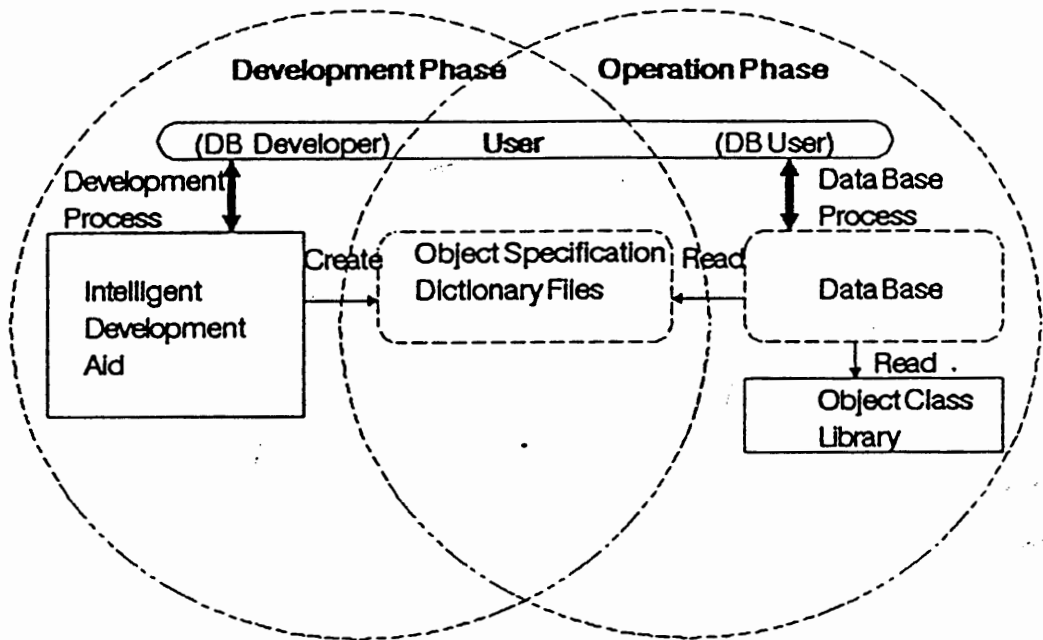 Development Phase
Operation Phase
(DB Developer) User (DB User)
Development
Process
Data Base
Process
Intelligent
Development
Aid
Create
Object Specification
Dictionary Files
Read
Data Base
Read
Object Class
Library